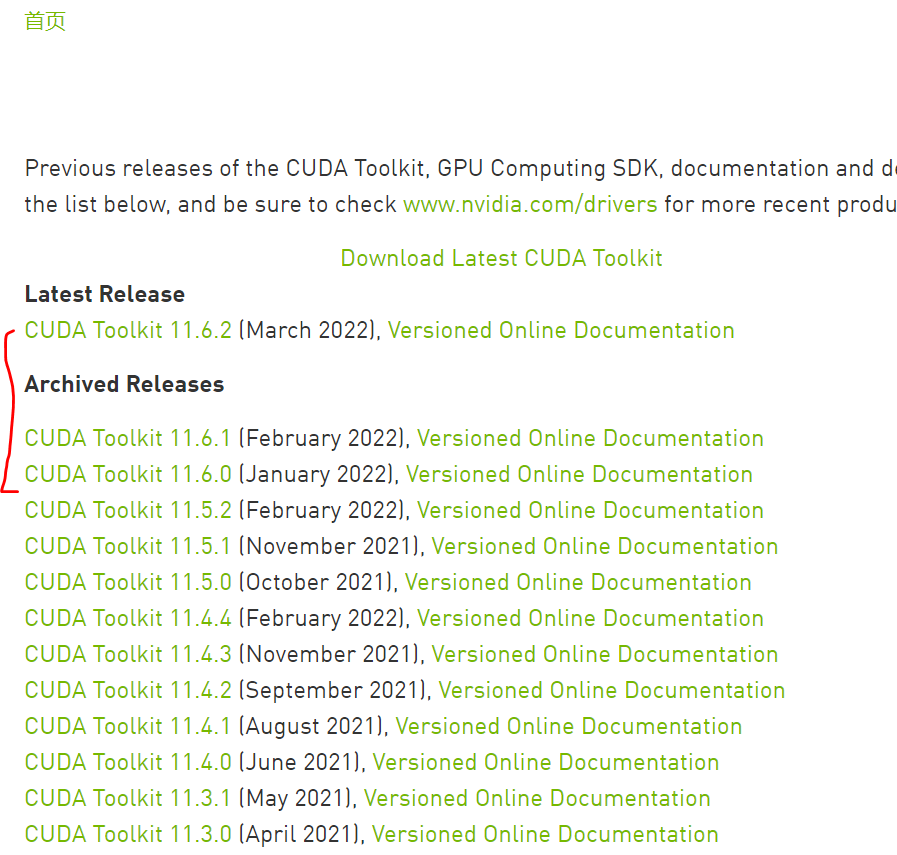 首页
Previous releases of the CUDA Toolkit, GPU Computing SDK, documentation and
the list below, and be sure to check www.nvidia.com/drivers for more recent
Download Latest CUDA Toolkit
Latest Release
CUDA Toolkit 11.6.2 (March 2022), Versioned Online Documentation
Archived Releases
CUDA Toolkit 11.6.1 (February 2022), Versioned Online Documentation
CUDA Toolkit 11.6.0 (January 2022), Versioned Online Documentation
CUDA Toolkit 11.5.2 (February 2022), Versioned Online Documentation
CUDA Toolkit 11.5.1 (November 2021), Versioned Online Documentation
CUDA Toolkit 11.5.0 (October 2021), Versioned Online Documentation
CUDA Toolkit 11.4.4 (February 2022), Versioned Online Documentation
CUDA Toolkit 11.4.3 (November 2021), Versioned Online Documentation
CUDA Toolkit 11.4.2 (September 2021), Versioned Online Documentation
CUDA Toolkit 11.4.1 (August 2021), Versioned Online Documentation
CUDA Toolkit 11.4.0 (June 2021), Versioned Online Documentation
CUDA Toolkit 11.3.1 (May 2021), Versioned Online Documentation
CUDA Toolkit 11.3.0 (April 2021), Versioned Online Documentation